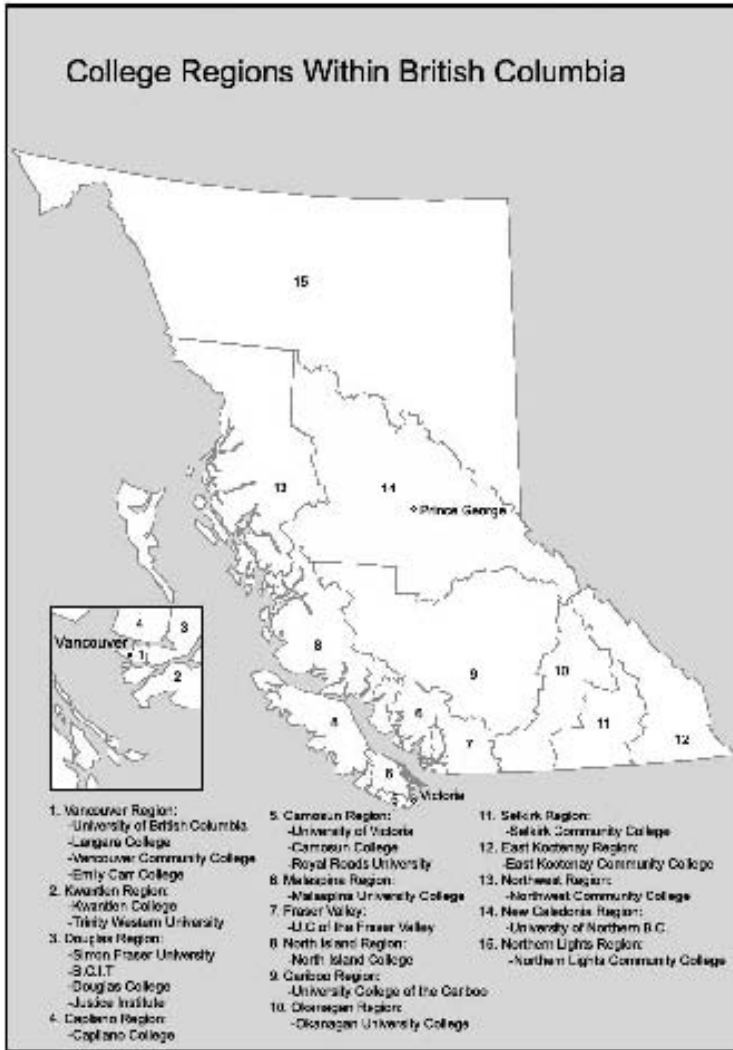 College Regions Within British Columbia
15
13
14
Prince George
4
3
Vancouver
1
2
8
9
10
8
6
7
11
12
6
5
Victoria
1. Vancouver Region:
-University of British Columbia
-Langara College
-Vancouver Community College
-Emily Carr College
2. Kwantlen Region:
-Kwantlen College
-Trinity Western University
3. Douglas Region:
-Simon Fraser University
-B.C.I.T
-Douglas College
-Justice Institute
4. Capilano Region:
-Capilano College
5. Camosun Region:
-University of Victoria
-Camosun College
-Royal Roads University
6. Malaspina Region:
-Malaspina University College
7. Fraser Valley:
-U.C of the Fraser Valley
8. North Island Region:
-North Island College
9. Cariboo Region:
-University College of the Cariboo
10. Okanagan Region:
-Okanagan University College
11. Selkirk Region:
-Selkirk Community College
12. East Kootenay Region:
-East Kootenay Community College
13. Northwest Region:
-Northwest Community College
14. New Caledonia Region:
-University of Northern B.C.
15. Northern Lights Region:
-Northern Lights Community College